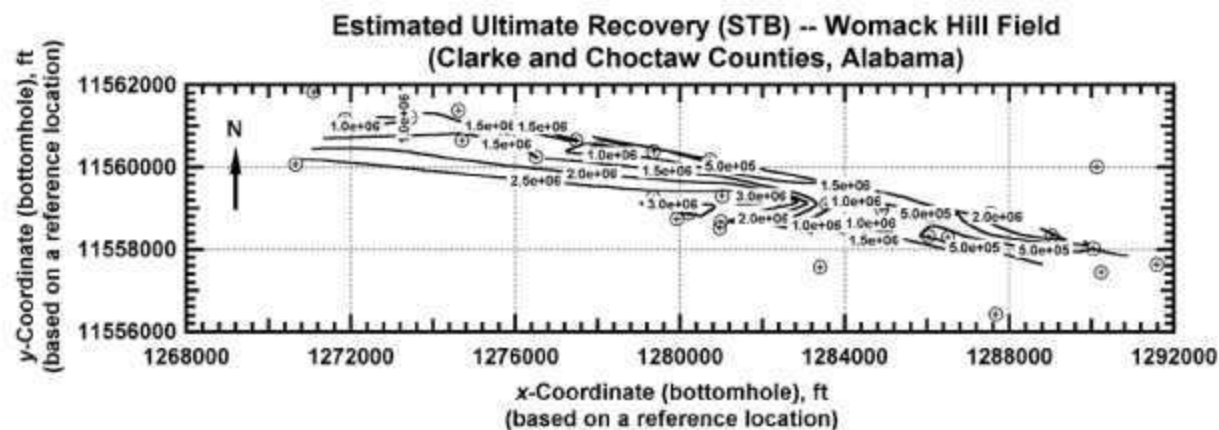 Estimated Ultimate Recovery (STB) -- Womack Hill Field
(Clarke and Choctaw Counties, Alabama)
y-Coordinate (bottomhole), ft
(based on a reference location)
11562000
11560000
11558000
11556000
N
1.0e+06
1.0e+06
1.5e+06
1.5e+06
1.5e+06
1.0e+06
5.0e+05
1.5e+06
2.0e+06
2.5e+06
1.5e+06
3.0e+06
3.0e+06
1.0e+06
2.0e+06
1.0e+06
1.0e+06
1.5e+06
5.0e+05
2.0e+06
5.0e+05
5.0e+05
1268000 1272000 1276000 1280000 1284000 1288000 1292000
x-Coordinate (bottomhole), ft
(based on a reference location)